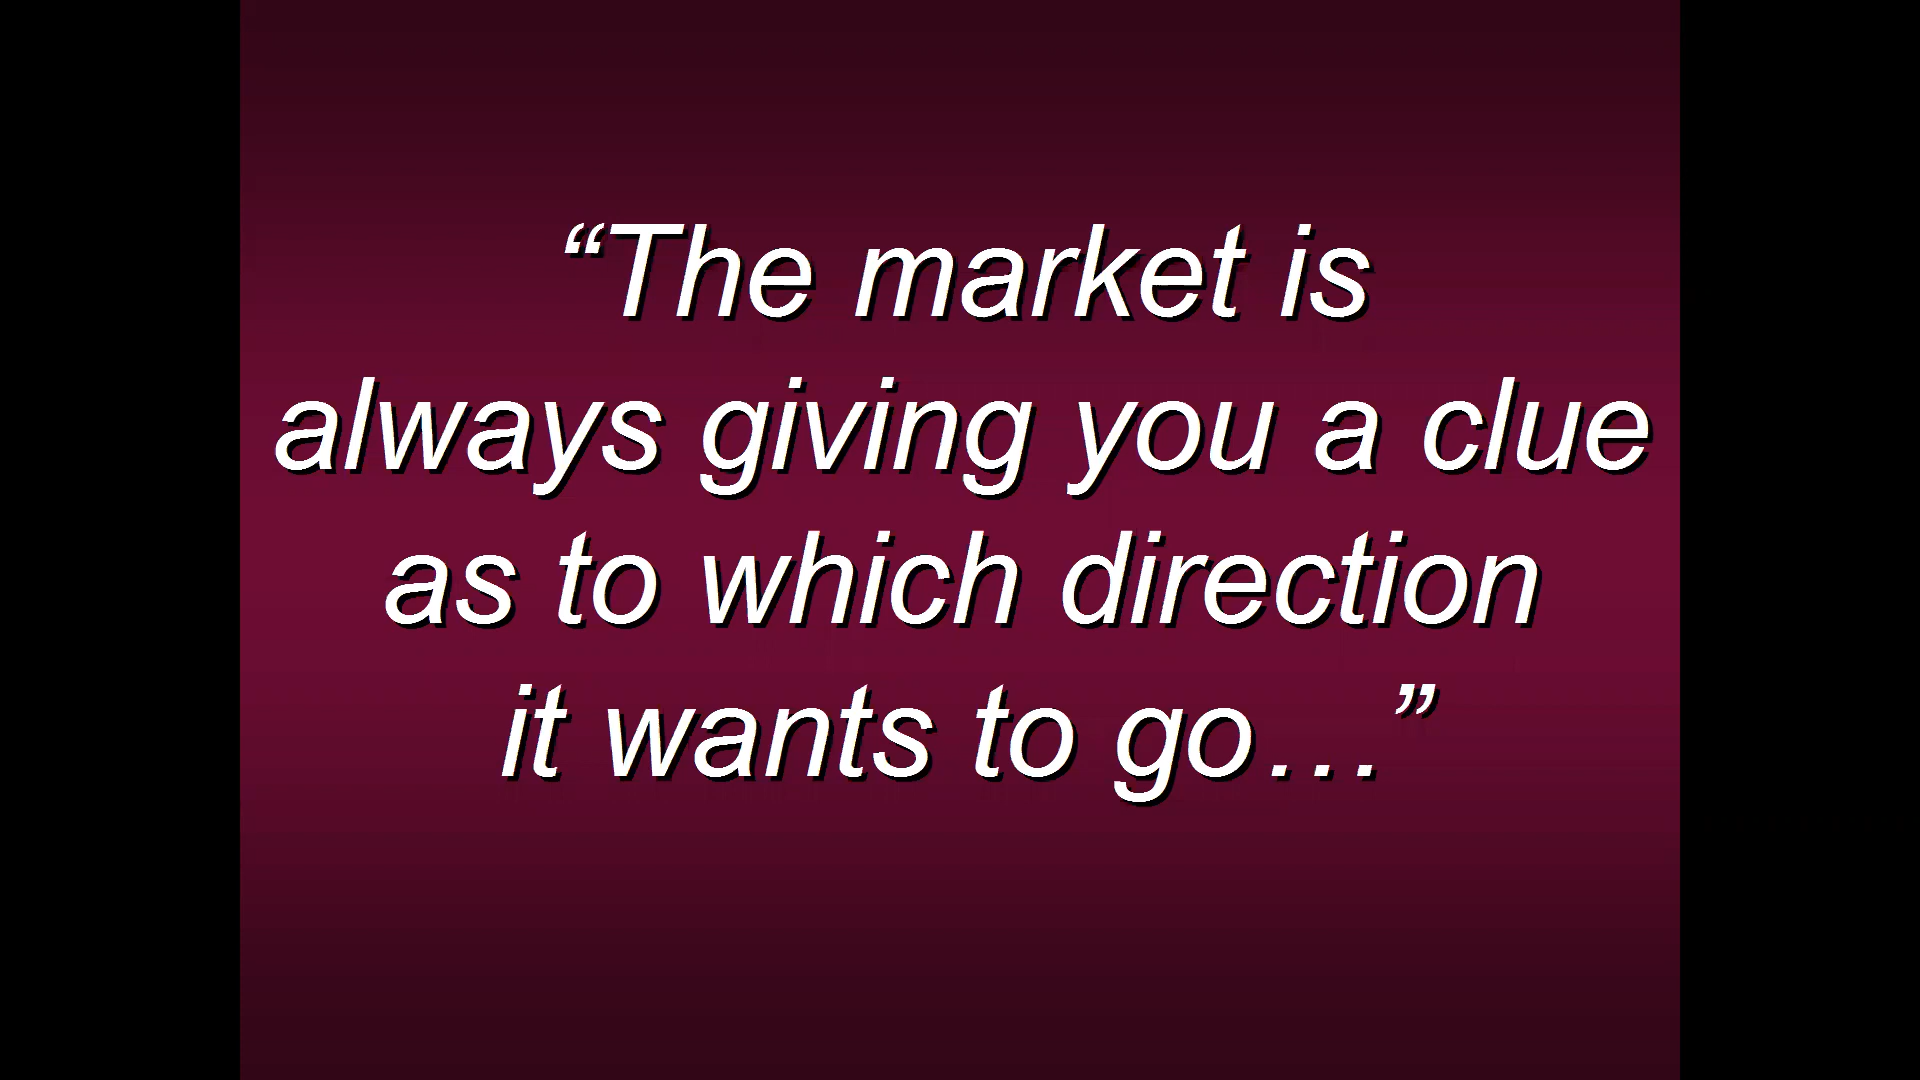 “The market is
always giving you a clue
as to which direction
it wants to go…”